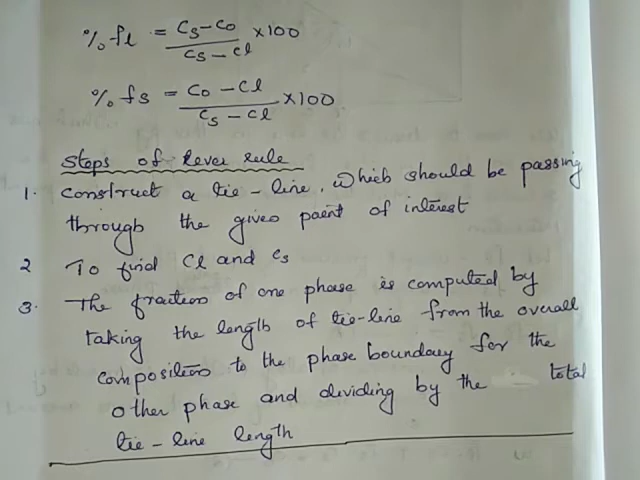 % fl = Cs - Co / Cs - Cl × 100
% fs = Co - Cl / Cs - Cl × 100
Steps of Lever rule
1. Construct a tie-line, which should be passing
through the given point of interest
2 To find Cl and Cs
3. The fraction of one phase is computed by
taking the length of tie-line from the overall
composition to the phase boundary for the
other phase and dividing by the total
tie-line length